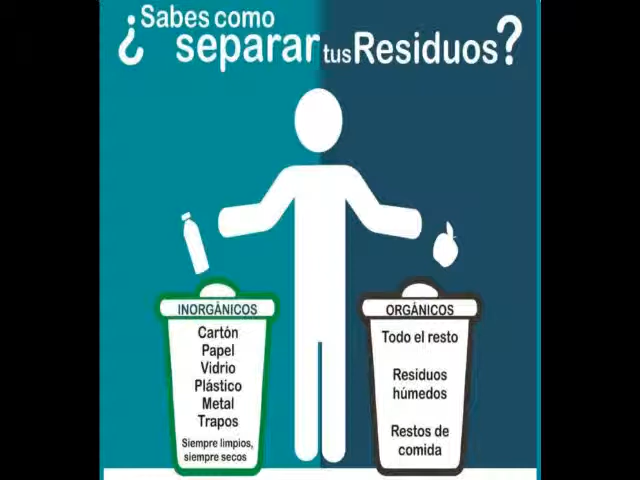 ¿Sabes como
separar tus Residuos?
INORGÁNICOS
Cartón
Papel
Vidrio
Plástico
Metal
Trapos
Siempre limpios,
siempre secos
ORGÁNICOS
Todo el resto
Residuos
húmedos
Restos de
comida